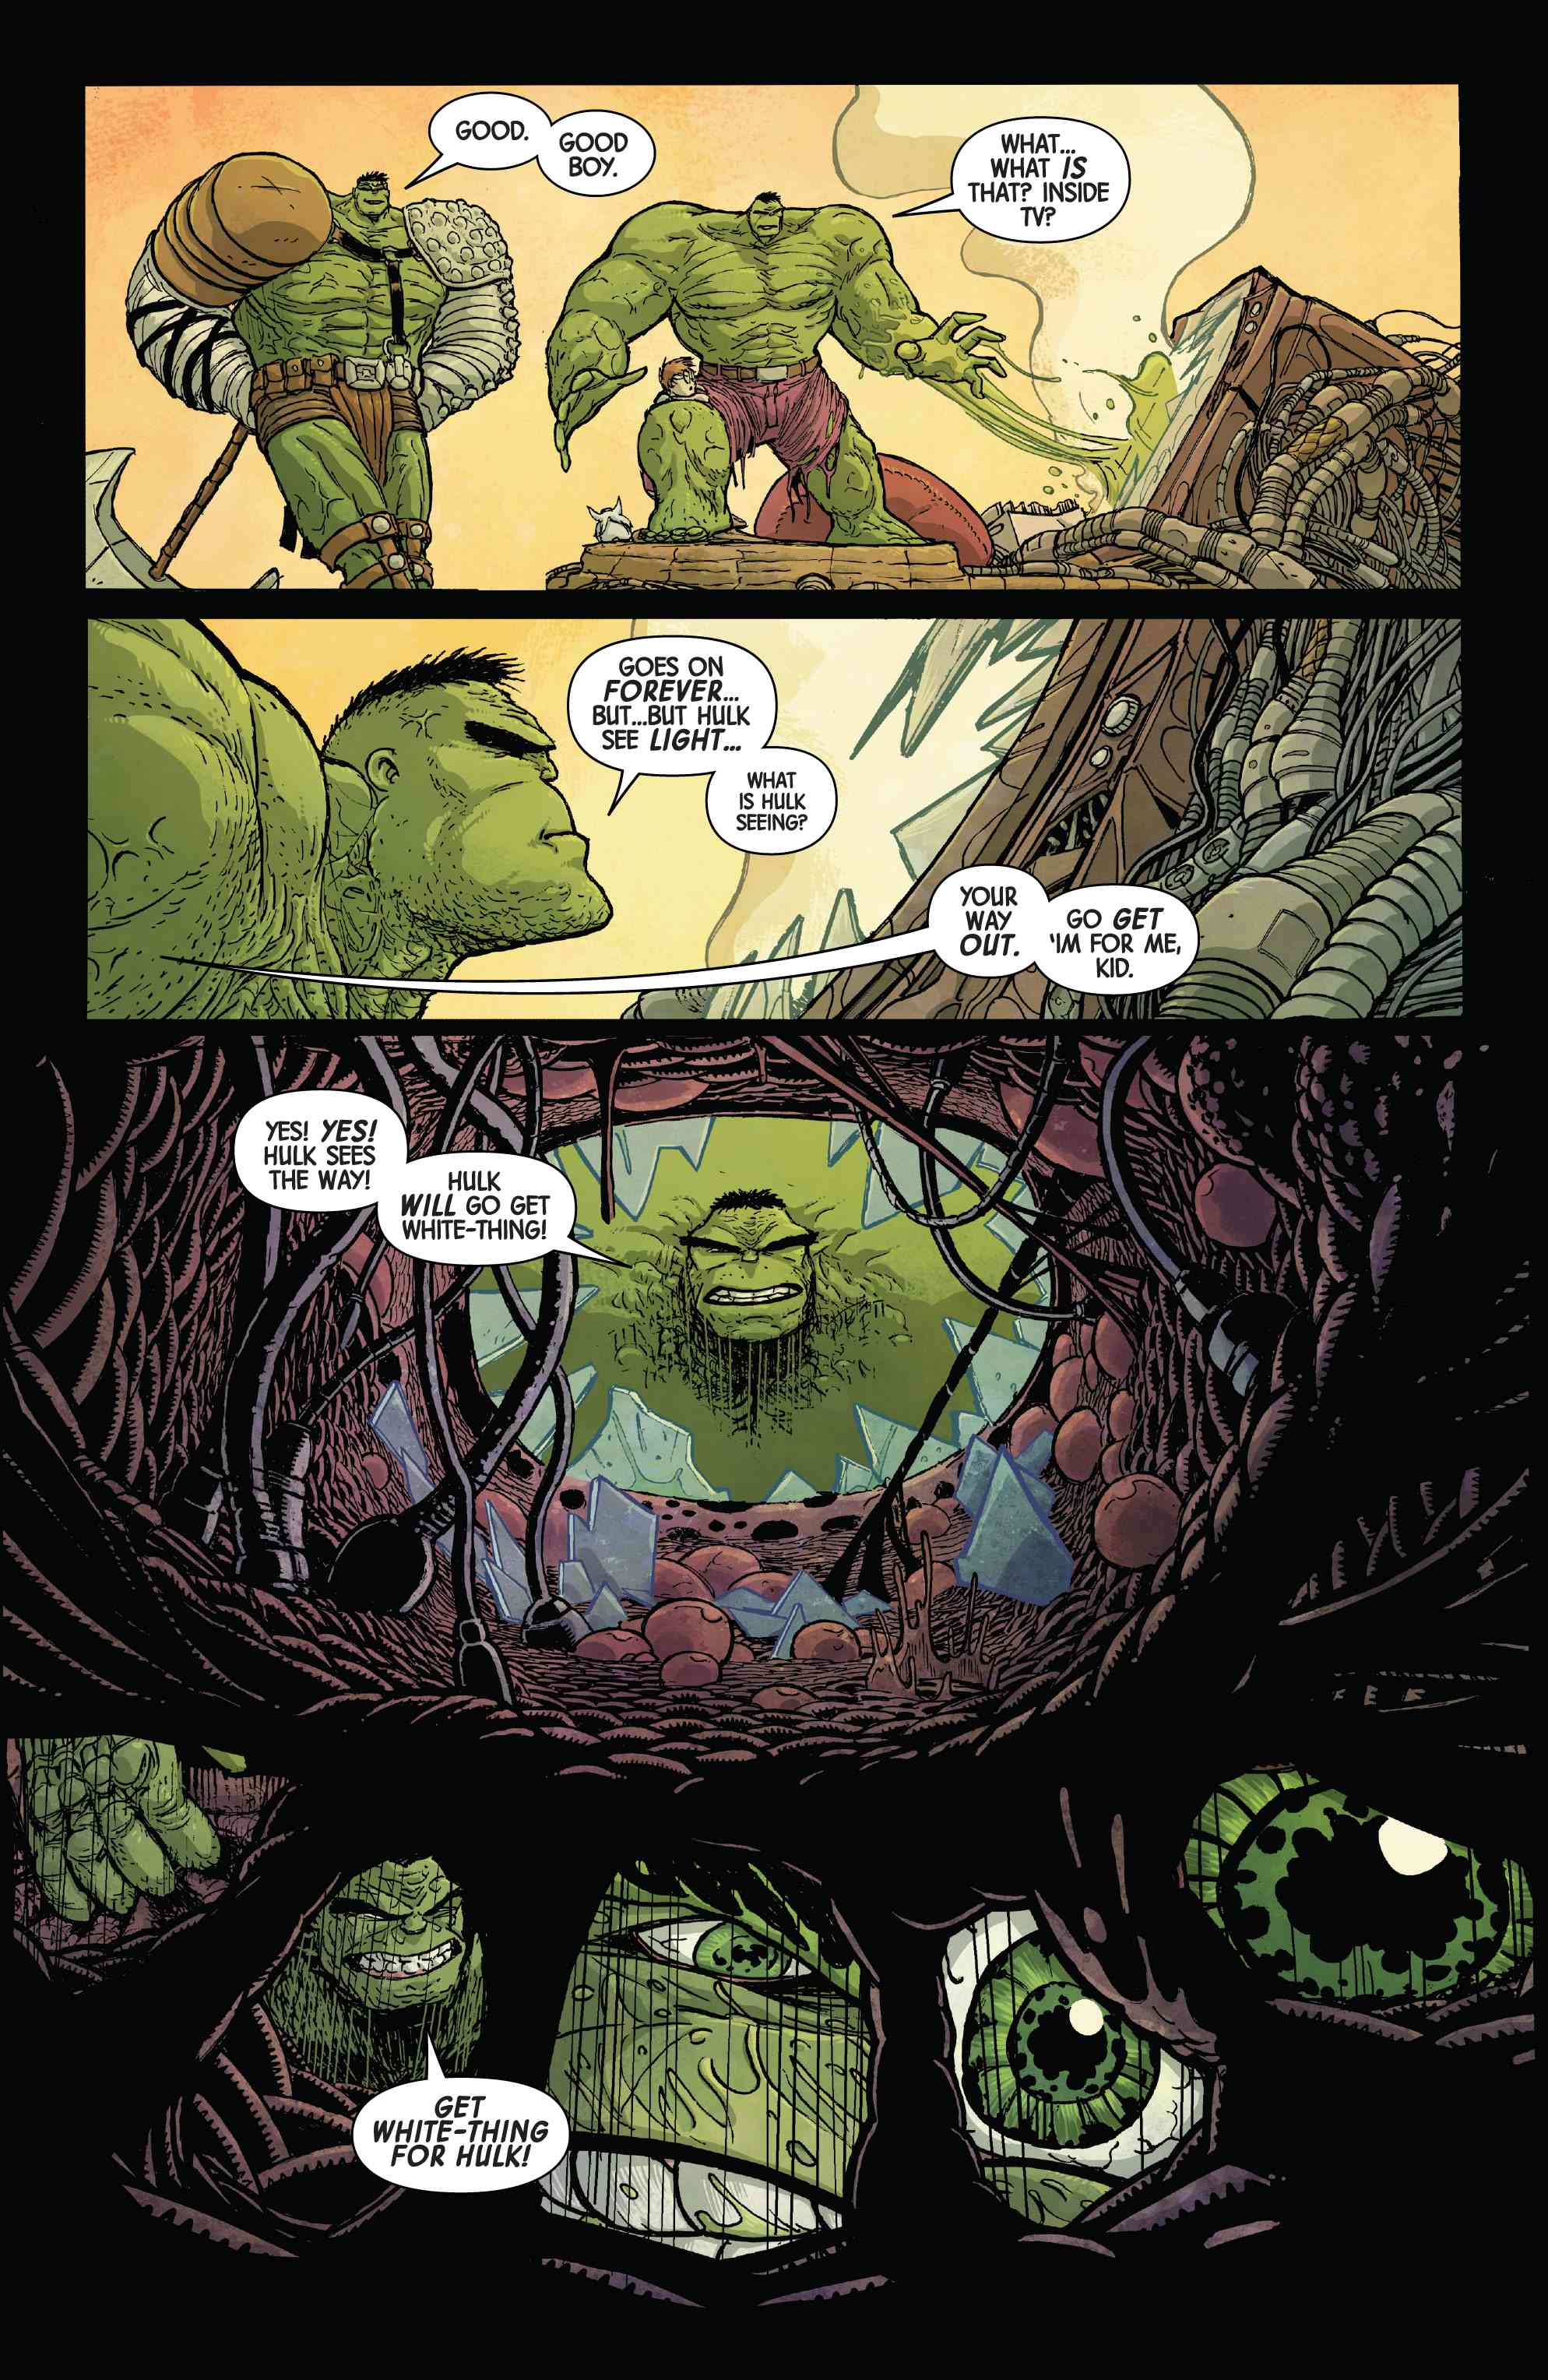 GOOD.
GOOD
BOY.
WHAT...
WHAT IS
THAT? INSIDE
TV?
GOES ON
FOREVER...
BUT...BUT HULK
SEE LIGHT...
WHAT
IS HULK
SEEING?
YOUR
WAY
OUT.
GO GET
'IM FOR ME,
KID.
YES! YES!
HULK SEES
THE WAY!
HULK
WILL GO GET
WHITE-THING!
GET
WHITE-THING
FOR HULK!